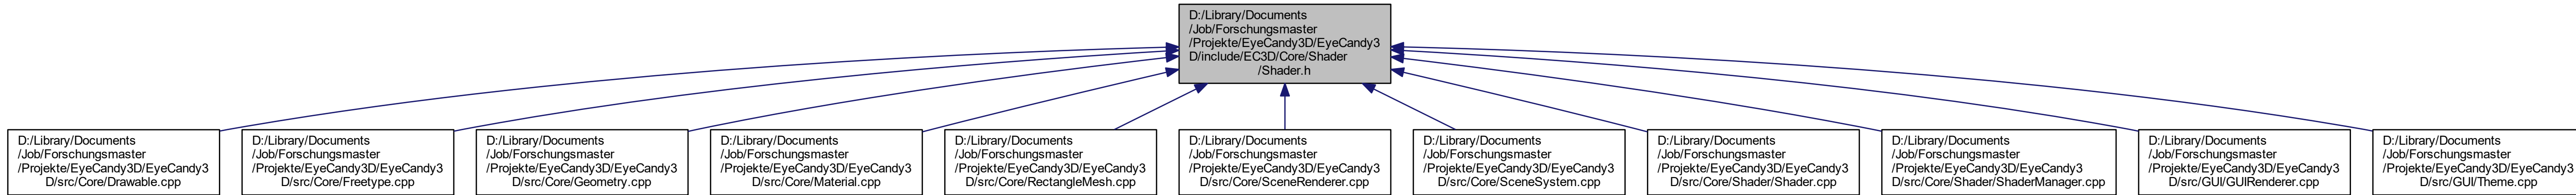 D:/Library/Documents
/Job/Forschungsmaster
/Projekte/EyeCandy3D/EyeCandy3
D/include/EC3D/Core/Shader
/Shader.h
D:/Library/Documents
/Job/Forschungsmaster
/Projekte/EyeCandy3D/EyeCandy3
D/src/Core/Drawable.cpp
D:/Library/Documents
/Job/Forschungsmaster
/Projekte/EyeCandy3D/EyeCandy3
D/src/Core/Freetype.cpp
D:/Library/Documents
/Job/Forschungsmaster
/Projekte/EyeCandy3D/EyeCandy3
D/src/Core/Geometry.cpp
D:/Library/Documents
/Job/Forschungsmaster
/Projekte/EyeCandy3D/EyeCandy3
D/src/Core/Material.cpp
D:/Library/Documents
/Job/Forschungsmaster
/Projekte/EyeCandy3D/EyeCandy3
D/src/Core/RectangleMesh.cpp
D:/Library/Documents
/Job/Forschungsmaster
/Projekte/EyeCandy3D/EyeCandy3
D/src/Core/SceneRenderer.cpp
D:/Library/Documents
/Job/Forschungsmaster
/Projekte/EyeCandy3D/EyeCandy3
D/src/Core/SceneSystem.cpp
D:/Library/Documents
/Job/Forschungsmaster
/Projekte/EyeCandy3D/EyeCandy3
D/src/Core/Shader/Shader.cpp
D:/Library/Documents
/Job/Forschungsmaster
/Projekte/EyeCandy3D/EyeCandy3
D/src/Core/Shader/ShaderManager.cpp
D:/Library/Documents
/Job/Forschungsmaster
/Projekte/EyeCandy3D/EyeCandy3
D/src/GUI/GUIRenderer.cpp
D:/Library/Documents
/Job/Forschungsmaster
/Projekte/EyeCandy3D/EyeCandy3
D/src/GUI/Theme.cpp